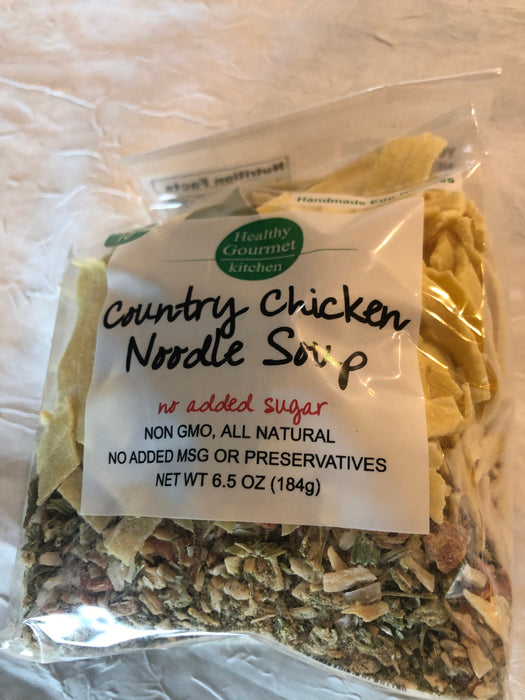 Nutrition Facts
Handmade Egg
Healthy
Gourmet
kitchen
Country Chicken
Noodle Soup
no added sugar
NON GMO, ALL NATURAL
NO ADDED MSG OR PRESERVATIVES
NET WT 6.5 OZ (184g)